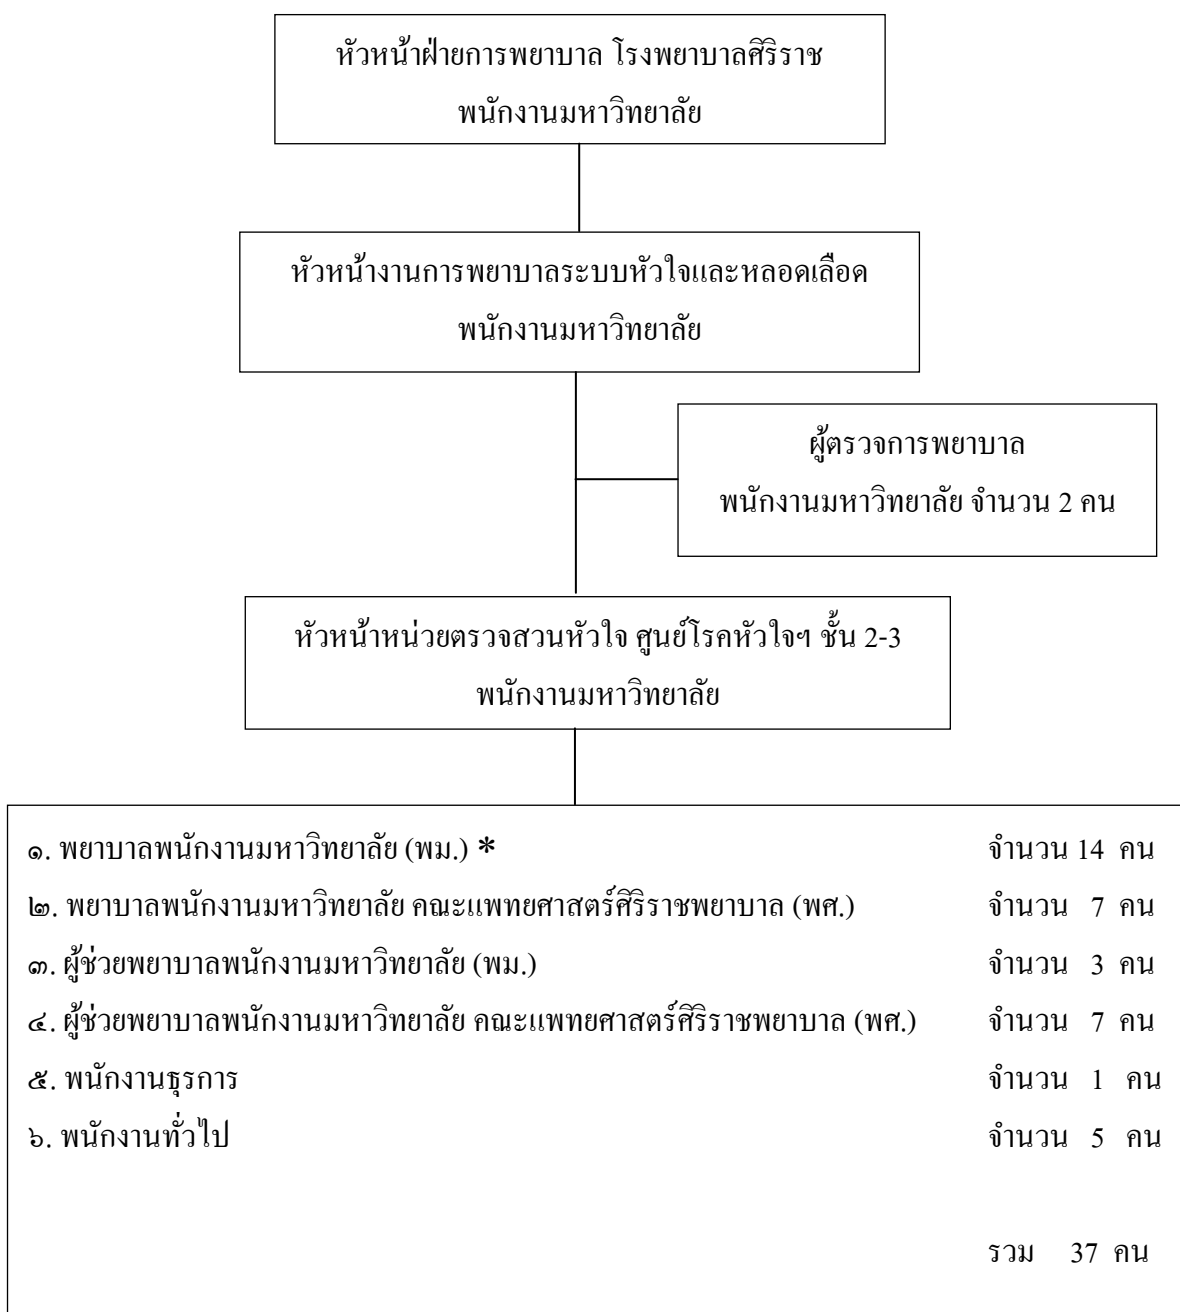 หัวหน้าฝ่ายการพยาบาล โรงพยาบาลศิริราช
พนักงานมหาวิทยาลัย
หัวหน้างานการพยาบาลระบบหัวใจและหลอดเลือด
พนักงานมหาวิทยาลัย
ผู้ตรวจการพยาบาล
พนักงานมหาวิทยาลัย จำนวน 2 คน
หัวหน้าหน่วยตรวจสวนหัวใจ ศูนย์โรคหัวใจฯ ชั้น 2-3
พนักงานมหาวิทยาลัย
๑. พยาบาลพนักงานมหาวิทยาลัย (พม.) * จำนวน 14 คน
๒. พยาบาลพนักงานมหาวิทยาลัย คณะแพทยศาสตร์ศิริราชพยาบาล (พศ.) จำนวน 7 คน
๓. ผู้ช่วยพยาบาลพนักงานมหาวิทยาลัย (พม.) จำนวน 3 คน
๔. ผู้ช่วยพยาบาลพนักงานมหาวิทยาลัย คณะแพทยศาสตร์ศิริราชพยาบาล (พศ.) จำนวน 7 คน
๕. พนักงานธุรการ จำนวน 1 คน
๖. พนักงานทั่วไป จำนวน 5 คน
รวม 37 คน